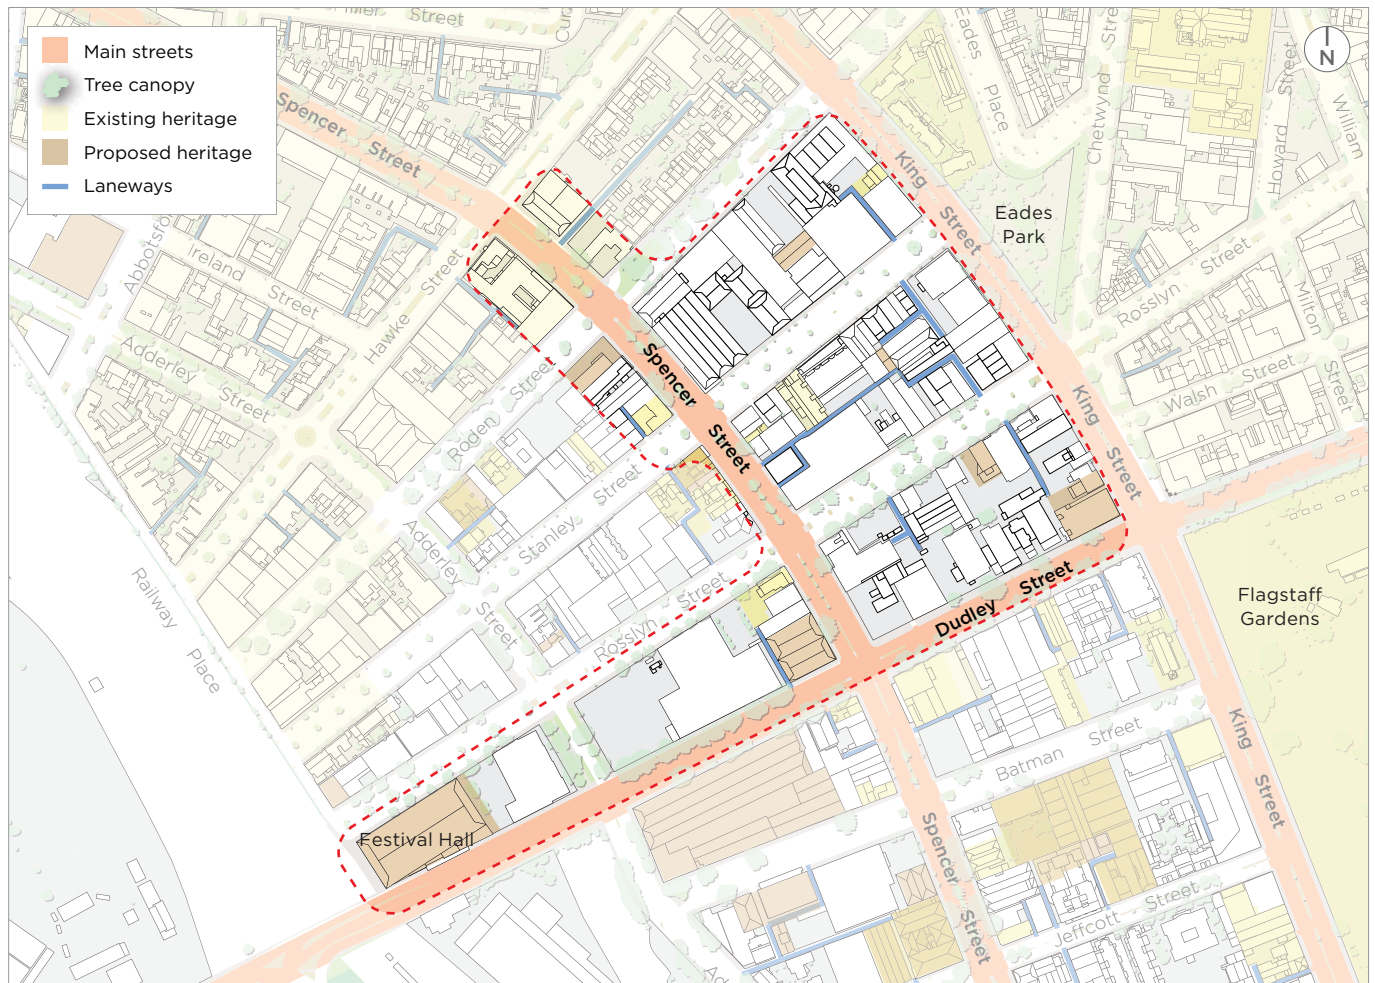 Main streets
Tree canopy
Existing heritage
Proposed heritage
Laneways
Street
Eades
Place
Chetwynd
Howard
Street
William
N
Spencer
Street
King
Street
Eades
Park
Ireland
Street
Hawke
Street
Adderley
Street
Rosslyn
Street
Milton
Street
Walsh
Street
Spencer
Street
King
Street
Roden
Street
Stanley
Street
Adderley
Street
Rosslyn
Street
Railway
Place
Dudley
Street
Flagstaff
Gardens
Batman
Street
King
Street
Festival Hall
Spencer
Street
Jeffcott
Street